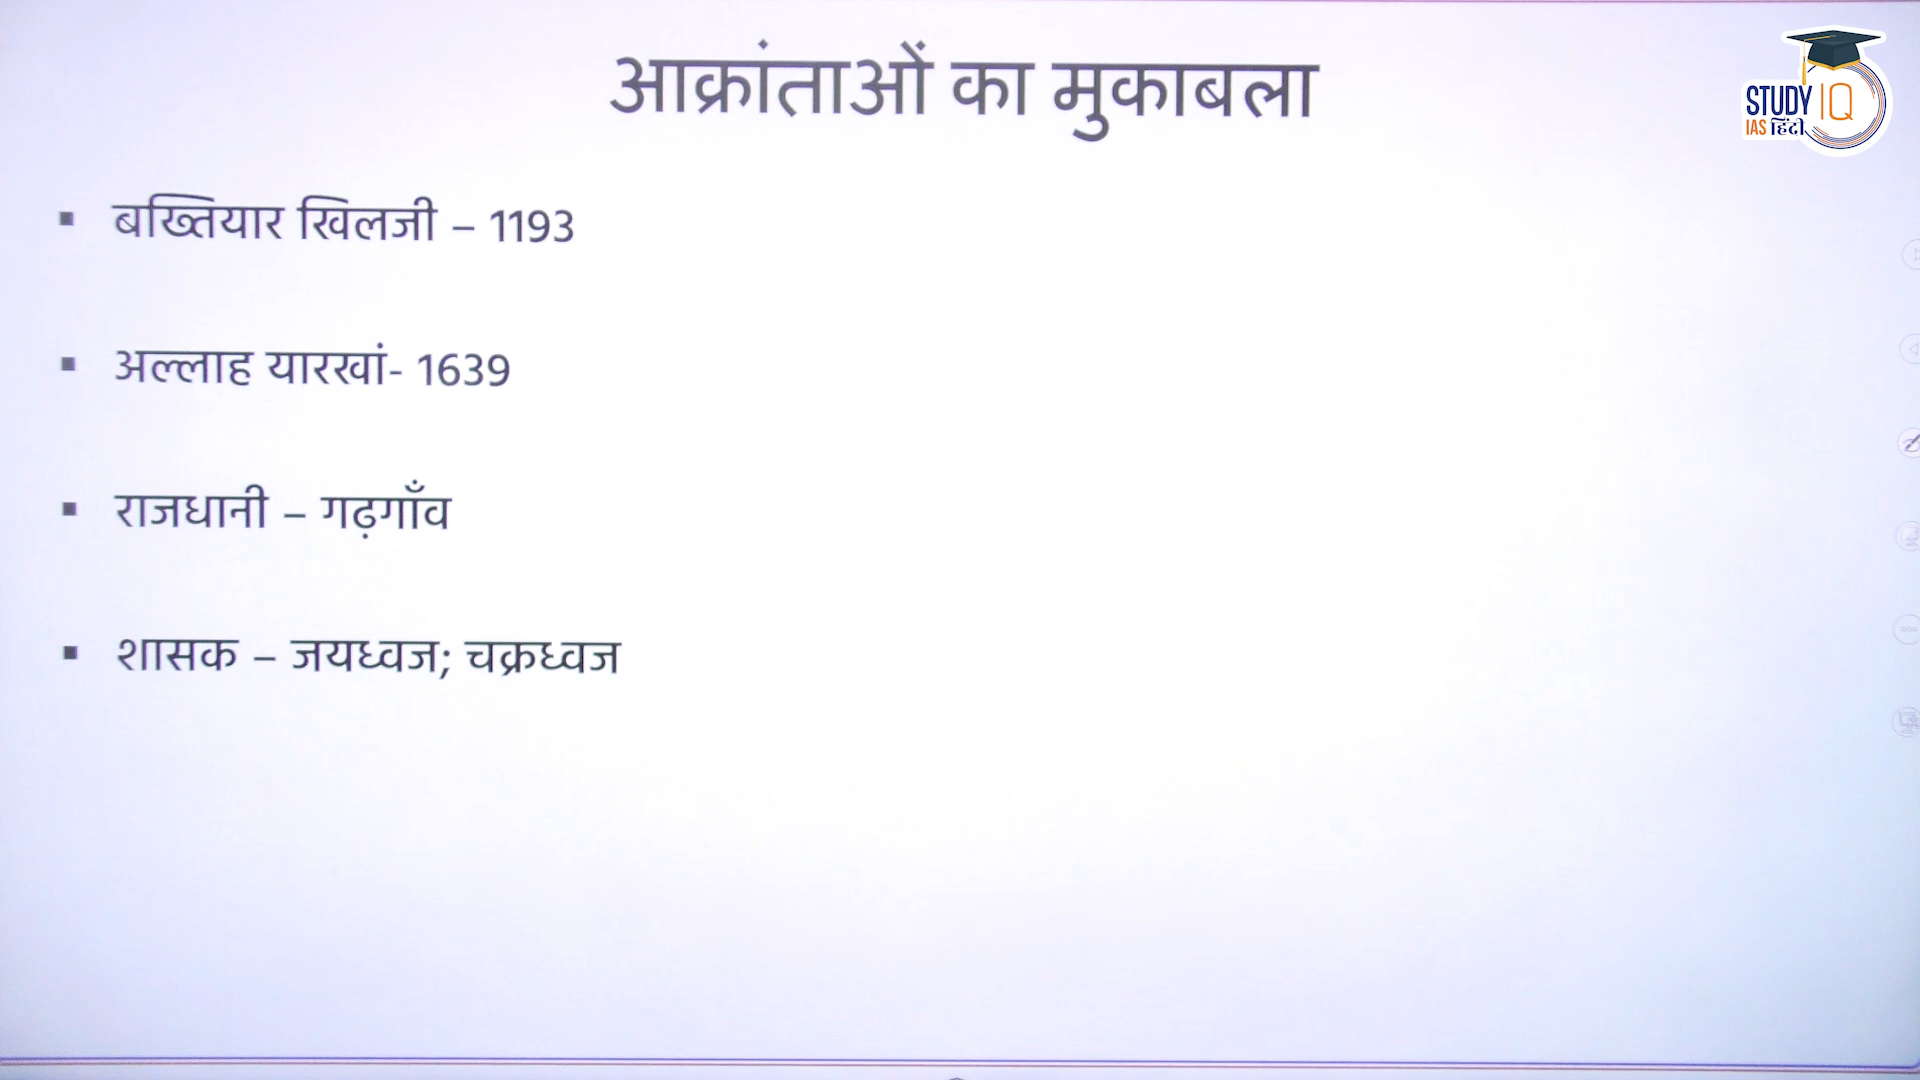 आक्रांताओं का मुकाबला
STUDY IQ
IAS हिंदी
बख्तियार खिलजी – 1193
अल्लाह यारखां- 1639
राजधानी – गढ़गाँव
शासक – जयध्वज; चक्रध्वज